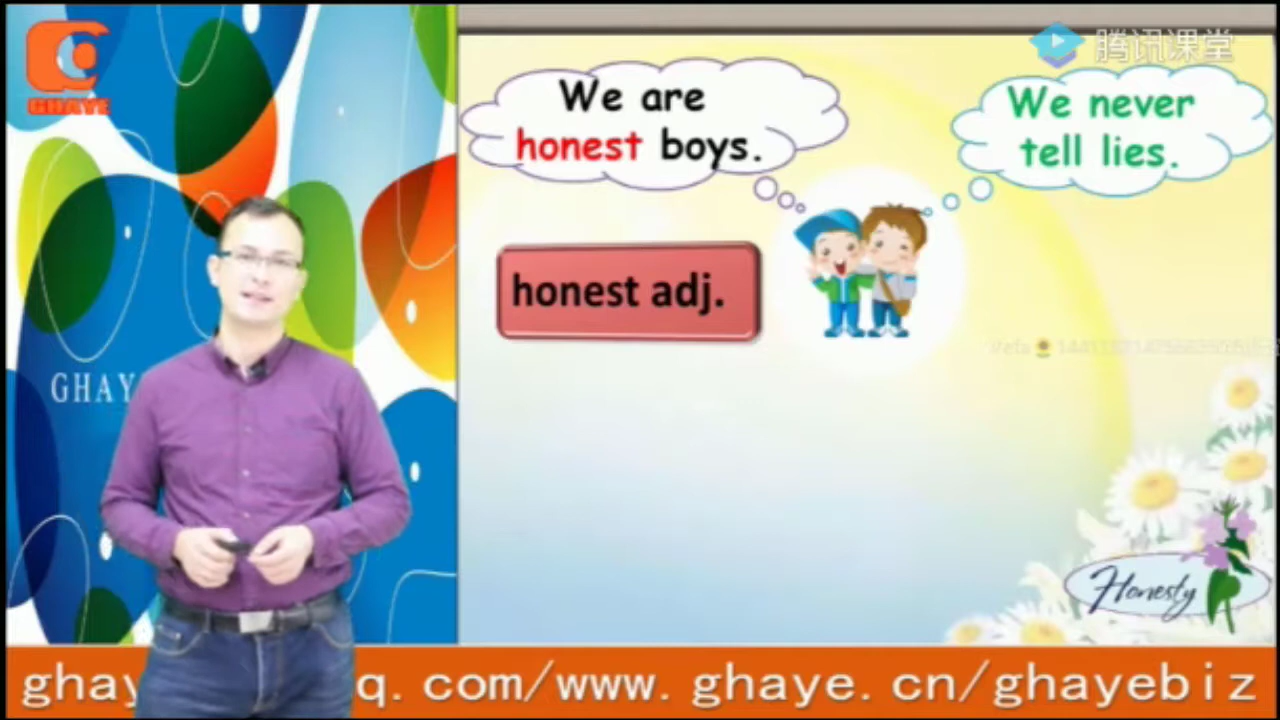 GHAYE
腾讯课堂
We are
honest boys.
We never
tell lies.
honest adj.
GHAY
Honesty
ghay q.com/www.ghaye.cn/ghayebiz